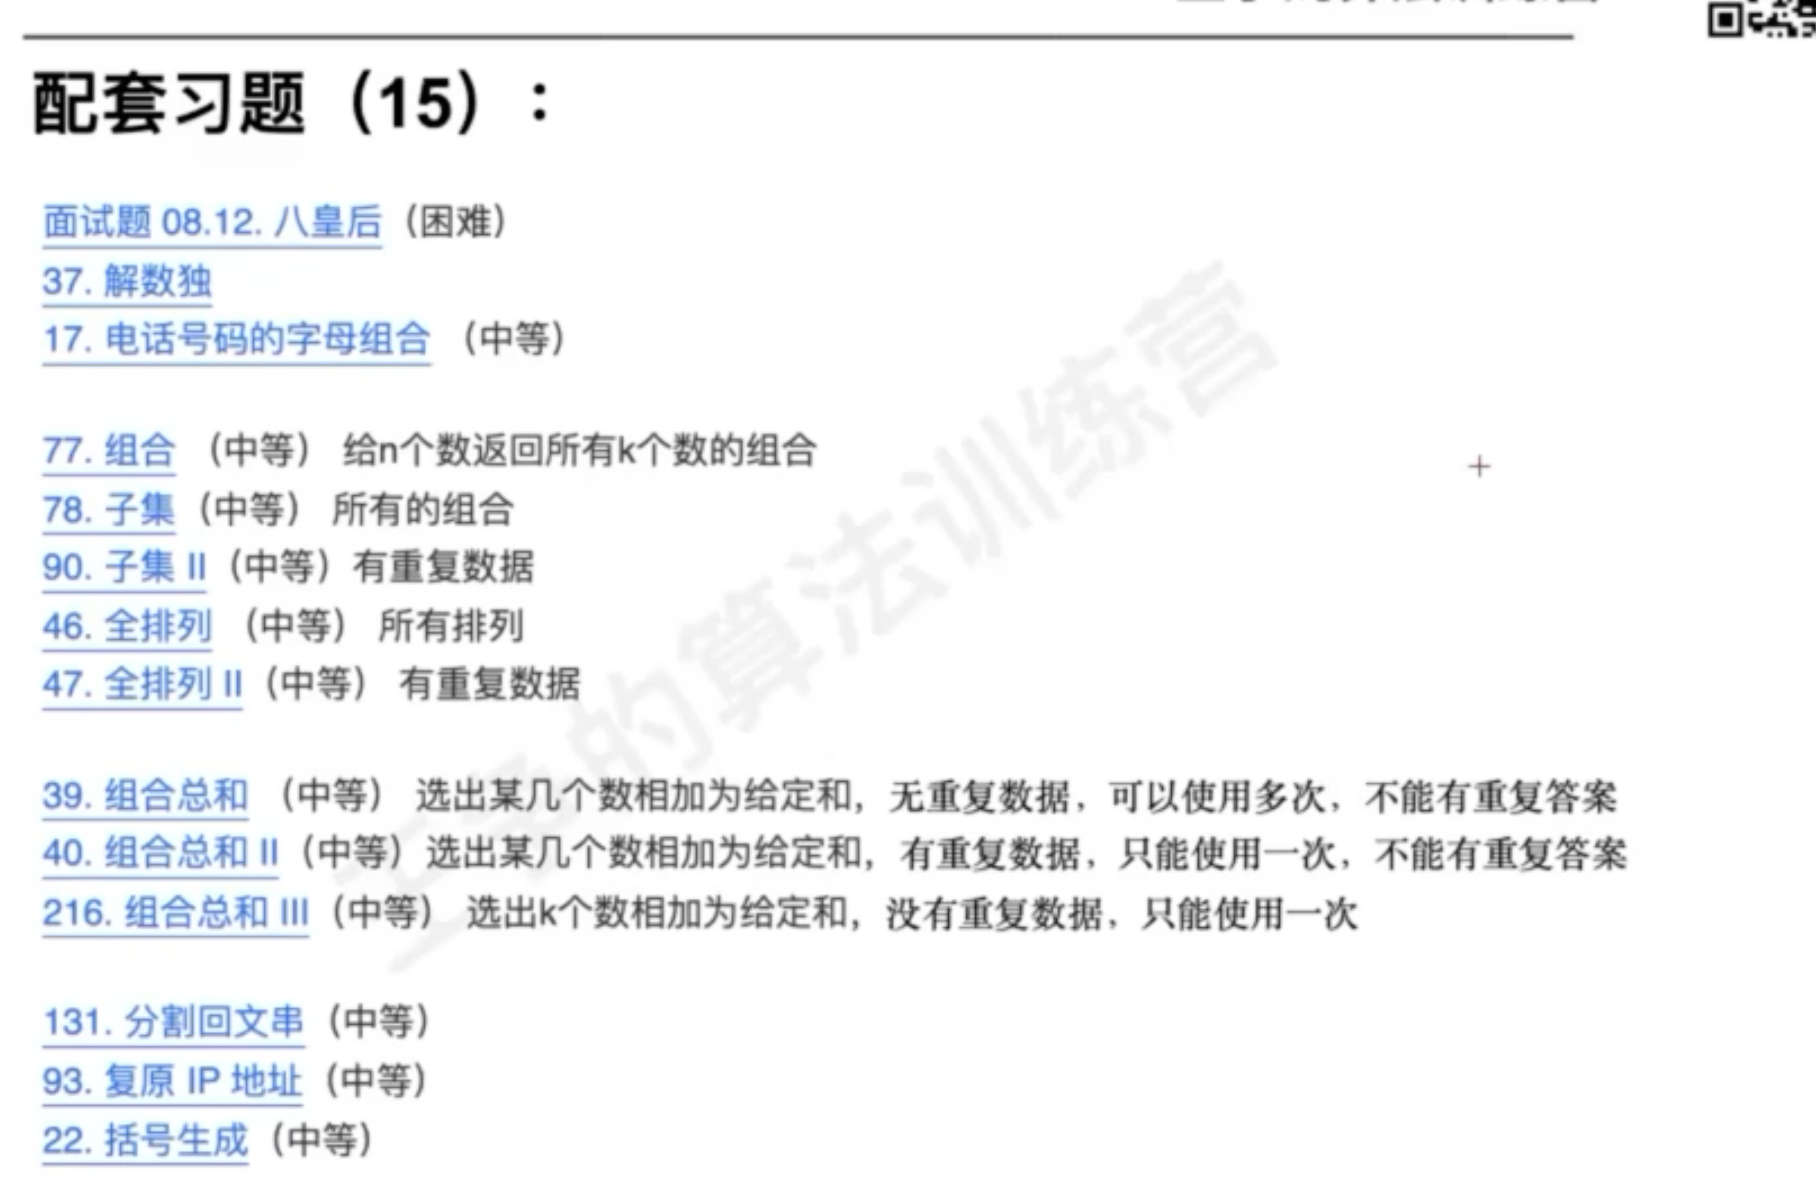 配套习题（15）：
面试题 08.12. 八皇后（困难）
37. 解数独
17. 电话号码的字母组合 （中等）
77. 组合 （中等） 给n个数返回所有k个数的组合
78. 子集（中等） 所有的组合
90. 子集 II（中等）有重复数据
46. 全排列 （中等） 所有排列
47. 全排列 II（中等） 有重复数据
39. 组合总和 （中等） 选出某几个数相加为给定和，无重复数据，可以使用多次，不能有重复答案
40. 组合总和 II（中等）选出某几个数相加为给定和，有重复数据，只能使用一次，不能有重复答案
216. 组合总和 III（中等） 选出k个数相加为给定和，没有重复数据，只能使用一次
131. 分割回文串（中等）
93. 复原 IP 地址（中等）
22. 括号生成（中等）
王争的算法训练营